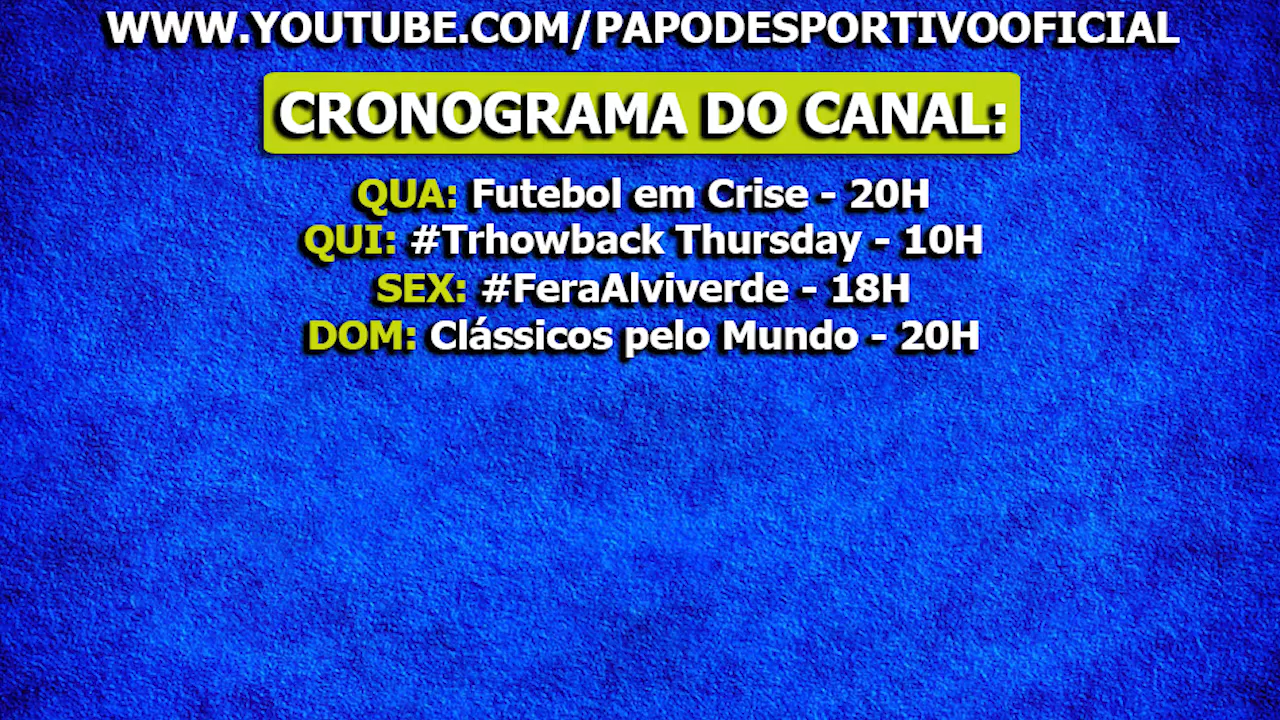 WWW.YOUTUBE.COM/PAPODESPORTIVOOFICIAL
CRONOGRAMA DO CANAL:
QUA: Futebol em Crise - 20H
QUI: #Trhowback Thursday - 10H
SEX: #FeraAlviverde - 18H
DOM: Clássicos pelo Mundo - 20H